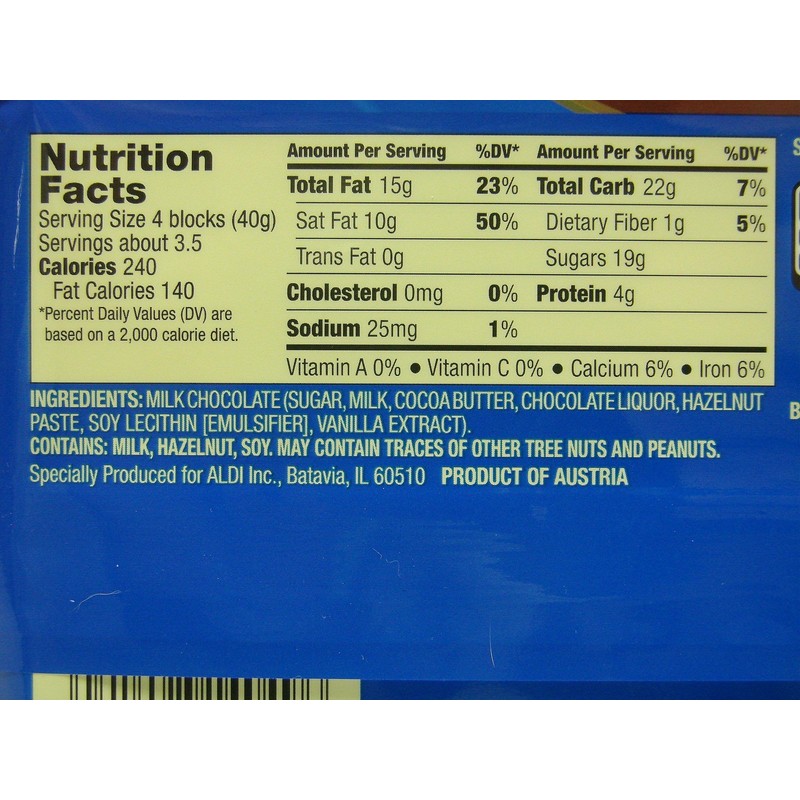 Nutrition
Facts
Serving Size 4 blocks (40g)
Servings about 3.5
Calories 240
Fat Calories 140
*Percent Daily Values (DV) are
based on a 2,000 calorie diet.
Amount Per Serving %DV* Amount Per Serving %DV*
Total Fat 15g 23% Total Carb 22g 7%
Sat Fat 10g 50% Dietary Fiber 1g 5%
Trans Fat 0g Sugars 19g
Cholesterol 0mg 0% Protein 4g
Sodium 25mg 1%
Vitamin A 0% • Vitamin C 0% • Calcium 6% • Iron 6%
INGREDIENTS: MILK CHOCOLATE (SUGAR, MILK, COCOA BUTTER, CHOCOLATE LIQUOR, HAZELNUT
PASTE, SOY LECITHIN [EMULSIFIER], VANILLA EXTRACT).
CONTAINS: MILK, HAZELNUT, SOY. MAY CONTAIN TRACES OF OTHER TREE NUTS AND PEANUTS.
Specially Produced for ALDI Inc., Batavia, IL 60510 PRODUCT OF AUSTRIA